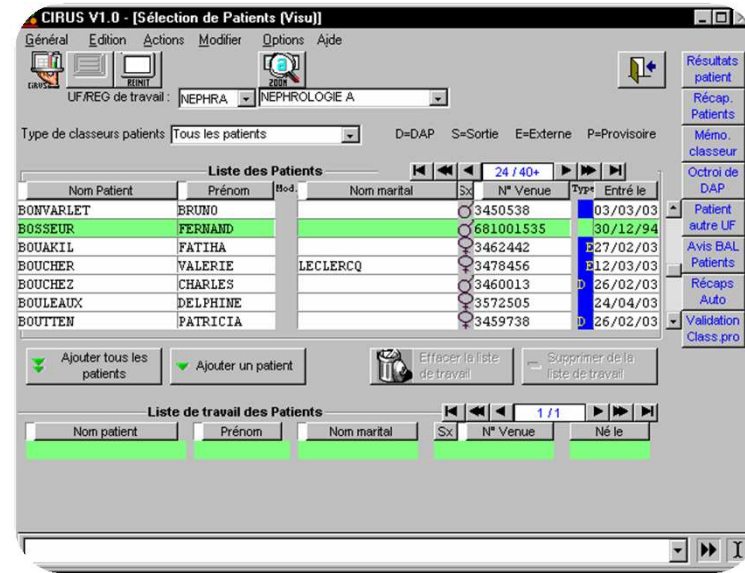 CIRUS V1.0 - [Sélection de Patients (Visu)]
Général Edition Actions Modifier Options Ajde
CIRUS REINIT ZOOM
UF/REG de travail : NEPHRA NEPHROLOGIE A
Type de classeurs patients Tous les patients D=DAP S=Sortie E=Externe P=Provisoire
Liste des Patients 24 / 40+
Nom Patient Prénom Mod. Nom marital Sx N° Venue Type Entré le
BONVARLET BRUNO 3450538 03/03/03
BOSSEUR FERNAND 681001535 30/12/94
BOUAKIL FATIHA 3462442 E 27/02/03
BOUCHER VALERIE LECLERCQ 3478456 E 12/03/03
BOUCHEZ CHARLES 3460013 D 26/02/03
BOULEAUX DELPHINE 3572505 24/04/03
BOUTTEN PATRICIA 3459738 D 26/02/03
Ajouter tous les
patients
Ajouter un patient
Effacer la liste
de travail
Supprimer de la
liste de travail
Liste de travail des Patients 1 / 1
Nom patient Prénom Nom marital Sx N° Venue Né le
Résultats
patient
Récap.
Patients
Mémo.
classeur
Octroi de
DAP
Patient
autre UF
Avis BAL
Patients
Récaps
Auto
Validation
Class.pro